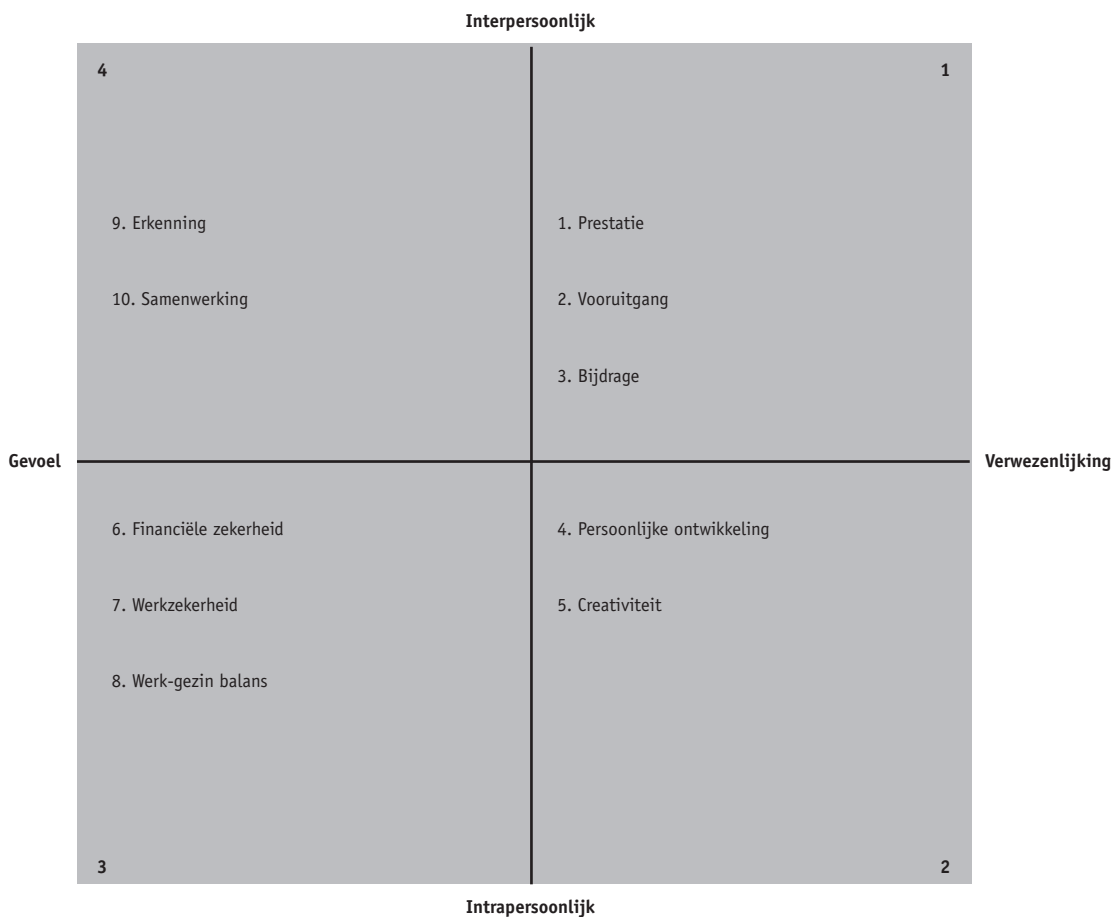 Interpersoonlijk
4
1
9. Erkenning
1. Prestatie
10. Samenwerking
2. Vooruitgang
3. Bijdrage
Gevoel
Verwezenlijking
6. Financiële zekerheid
4. Persoonlijke ontwikkeling
7. Werkzekerheid
5. Creativiteit
8. Werk-gezin balans
3
2
Intrapersoonlijk